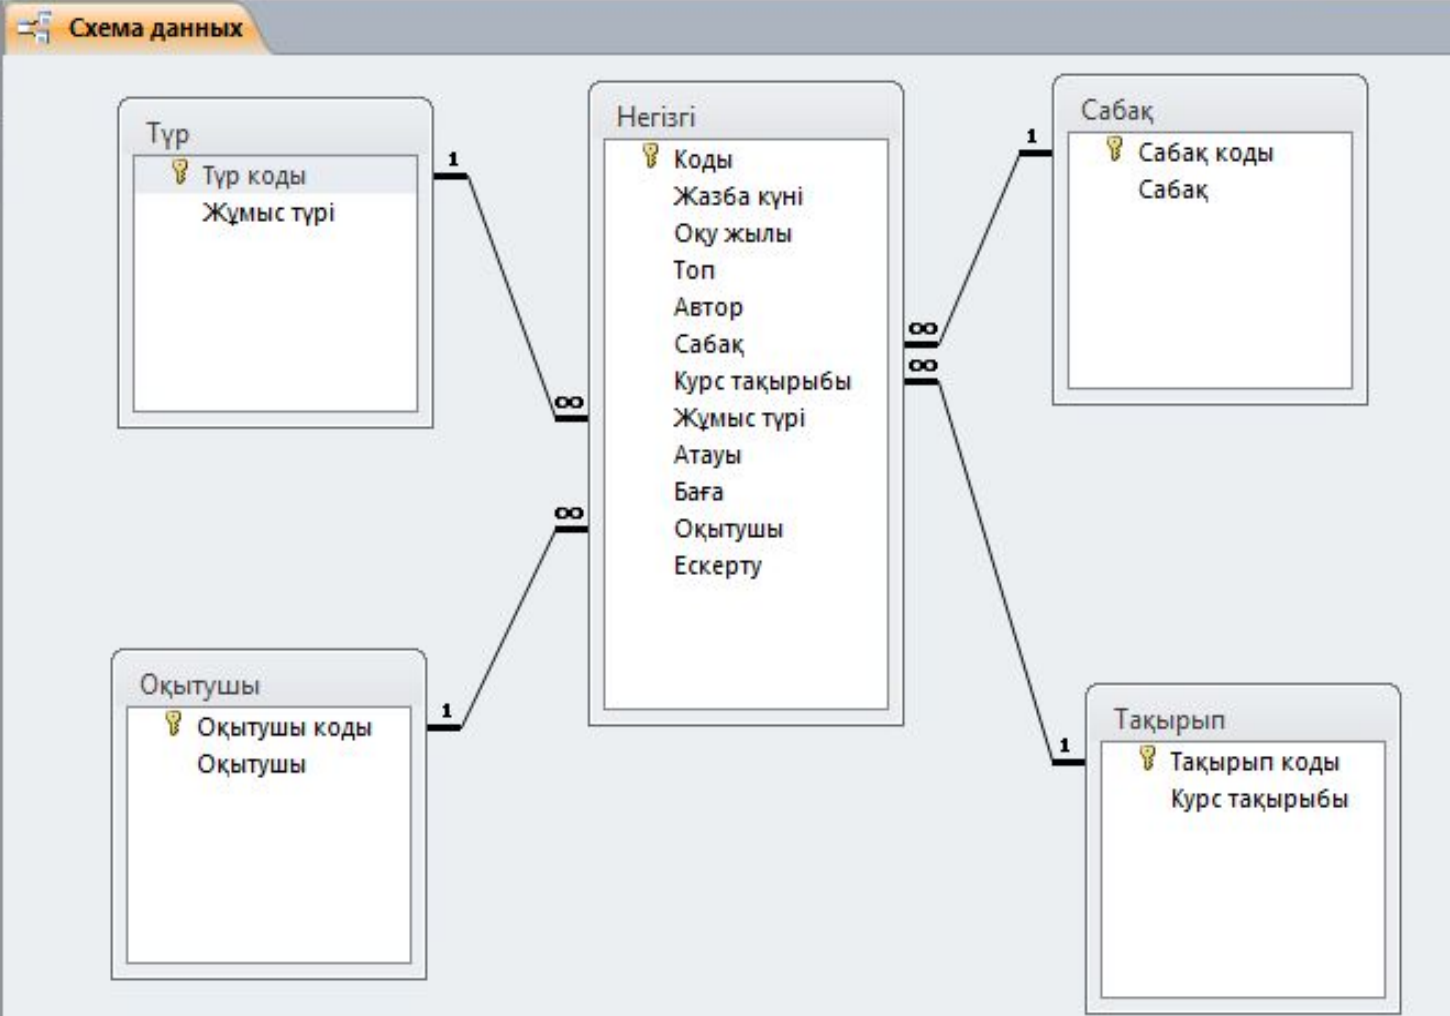 Схема данных
Түр
Түр коды
Жұмыс түрі
1
∞
Негізгі
Коды
Жазба күні
Оқу жылы
Топ
Автор
Сабақ
Курс тақырыбы
Жұмыс түрі
Атауы
Баға
Оқытушы
Ескерту
Сабақ
Сабақ коды
Сабақ
1
∞
∞
Оқытушы
Оқытушы коды
Оқытушы
1
∞
Тақырып
Тақырып коды
Курс тақырыбы
1